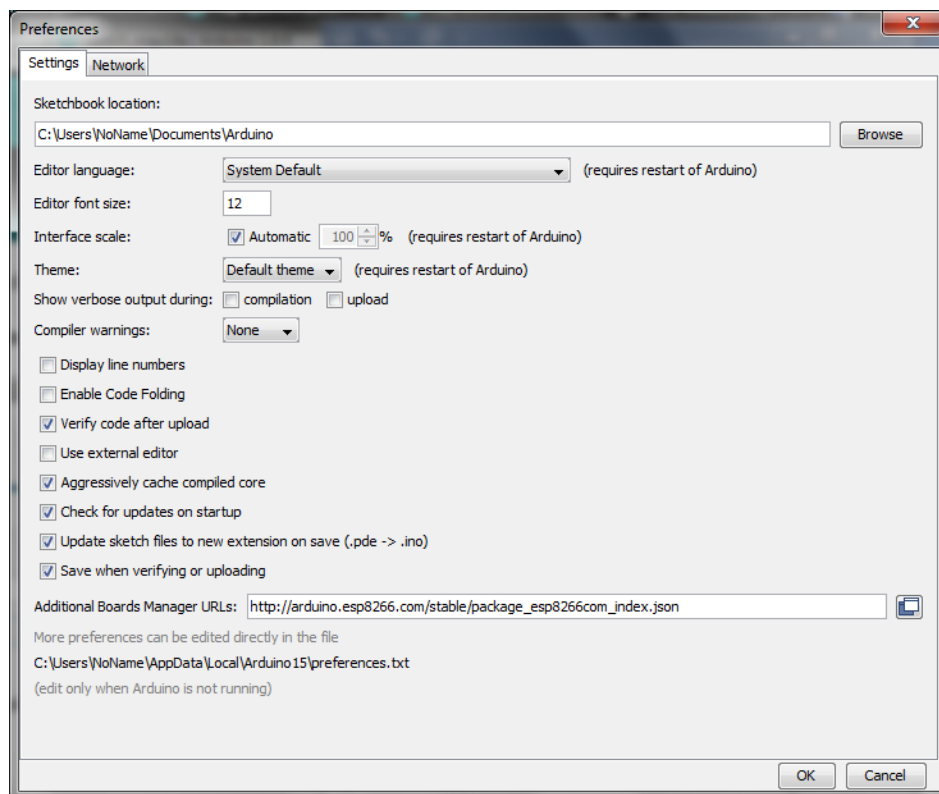 Preferences
Settings Network
Sketchbook location:
C:\Users\NoName\Documents\Arduino Browse
Editor language: System Default (requires restart of Arduino)
Editor font size: 12
Interface scale: Automatic 100 % (requires restart of Arduino)
Theme: Default theme (requires restart of Arduino)
Show verbose output during: compilation upload
Compiler warnings: None
Display line numbers
Enable Code Folding
Verify code after upload
Use external editor
Aggressively cache compiled core
Check for updates on startup
Update sketch files to new extension on save (.pde -> .ino)
Save when verifying or uploading
Additional Boards Manager URLs: http://arduino.esp8266.com/stable/package_esp8266com_index.json
More preferences can be edited directly in the file
C:\Users\NoName\AppData\Local\Arduino15\preferences.txt
(edit only when Arduino is not running)
OK Cancel